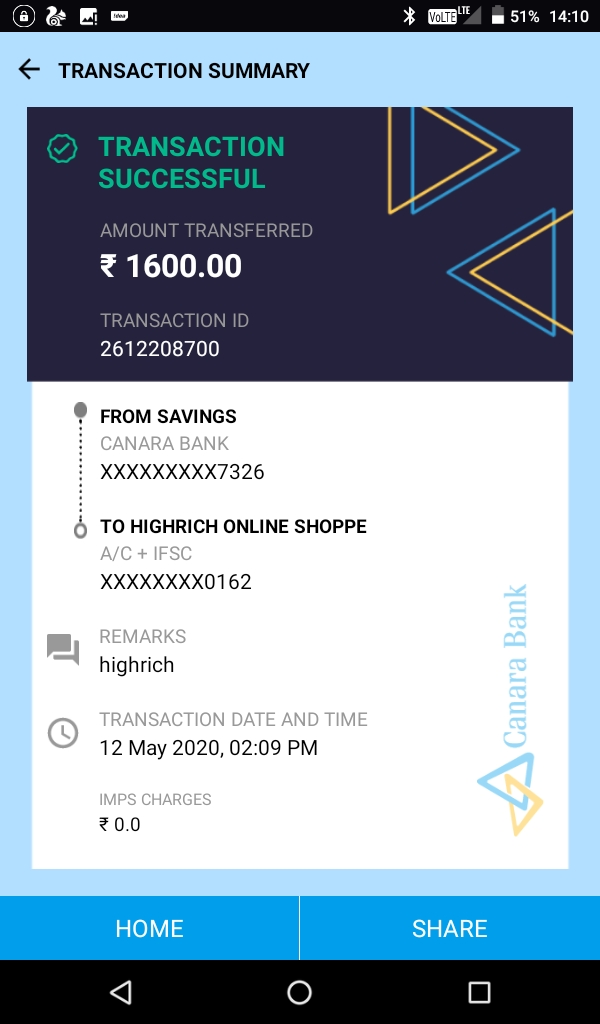 idea
VoLTE LTE 51% 14:10
TRANSACTION SUMMARY
TRANSACTION
SUCCESSFUL
AMOUNT TRANSFERRED
₹ 1600.00
TRANSACTION ID
2612208700
FROM SAVINGS
CANARA BANK
XXXXXXXXX7326
TO HIGHRICH ONLINE SHOPPE
A/C + IFSC
XXXXXXXX0162
REMARKS
highrich
TRANSACTION DATE AND TIME
12 May 2020, 02:09 PM
IMPS CHARGES
₹ 0.0
Canara Bank
HOME
SHARE